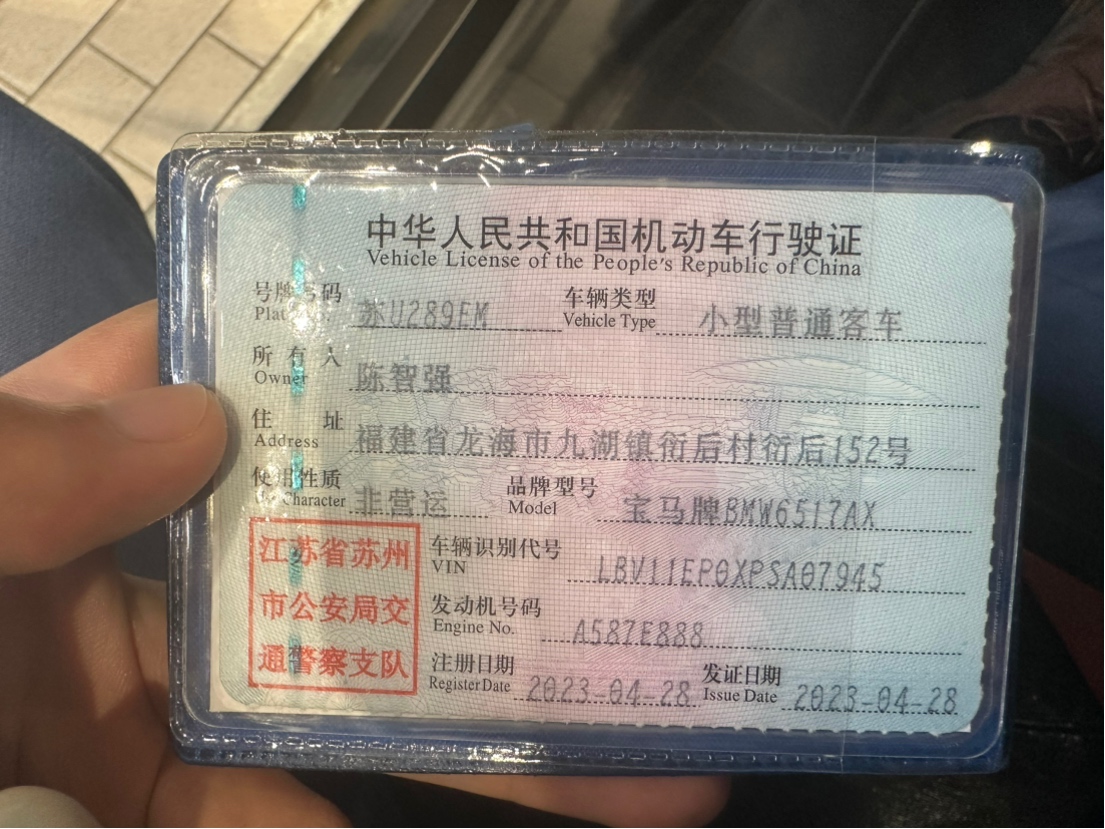 中华人民共和国机动车行驶证
Vehicle License of the People's Republic of China
号牌号码 苏U289EM 车辆类型 小型普通客车
Plate No. Vehicle Type
所有人 陈智强
Owner
住址 福建省龙海市九湖镇衍后村衍后152号
Address
使用性质 非营运 品牌型号 宝马牌BMW6517AX
Use Character Model
江苏省苏州
市公安局交
通警察支队
车辆识别代号 LBV11EP0XPSA07945
VIN
发动机号码 A587E888
Engine No.
注册日期 2023-04-28 发证日期 2023-04-28
Register Date Issue Date